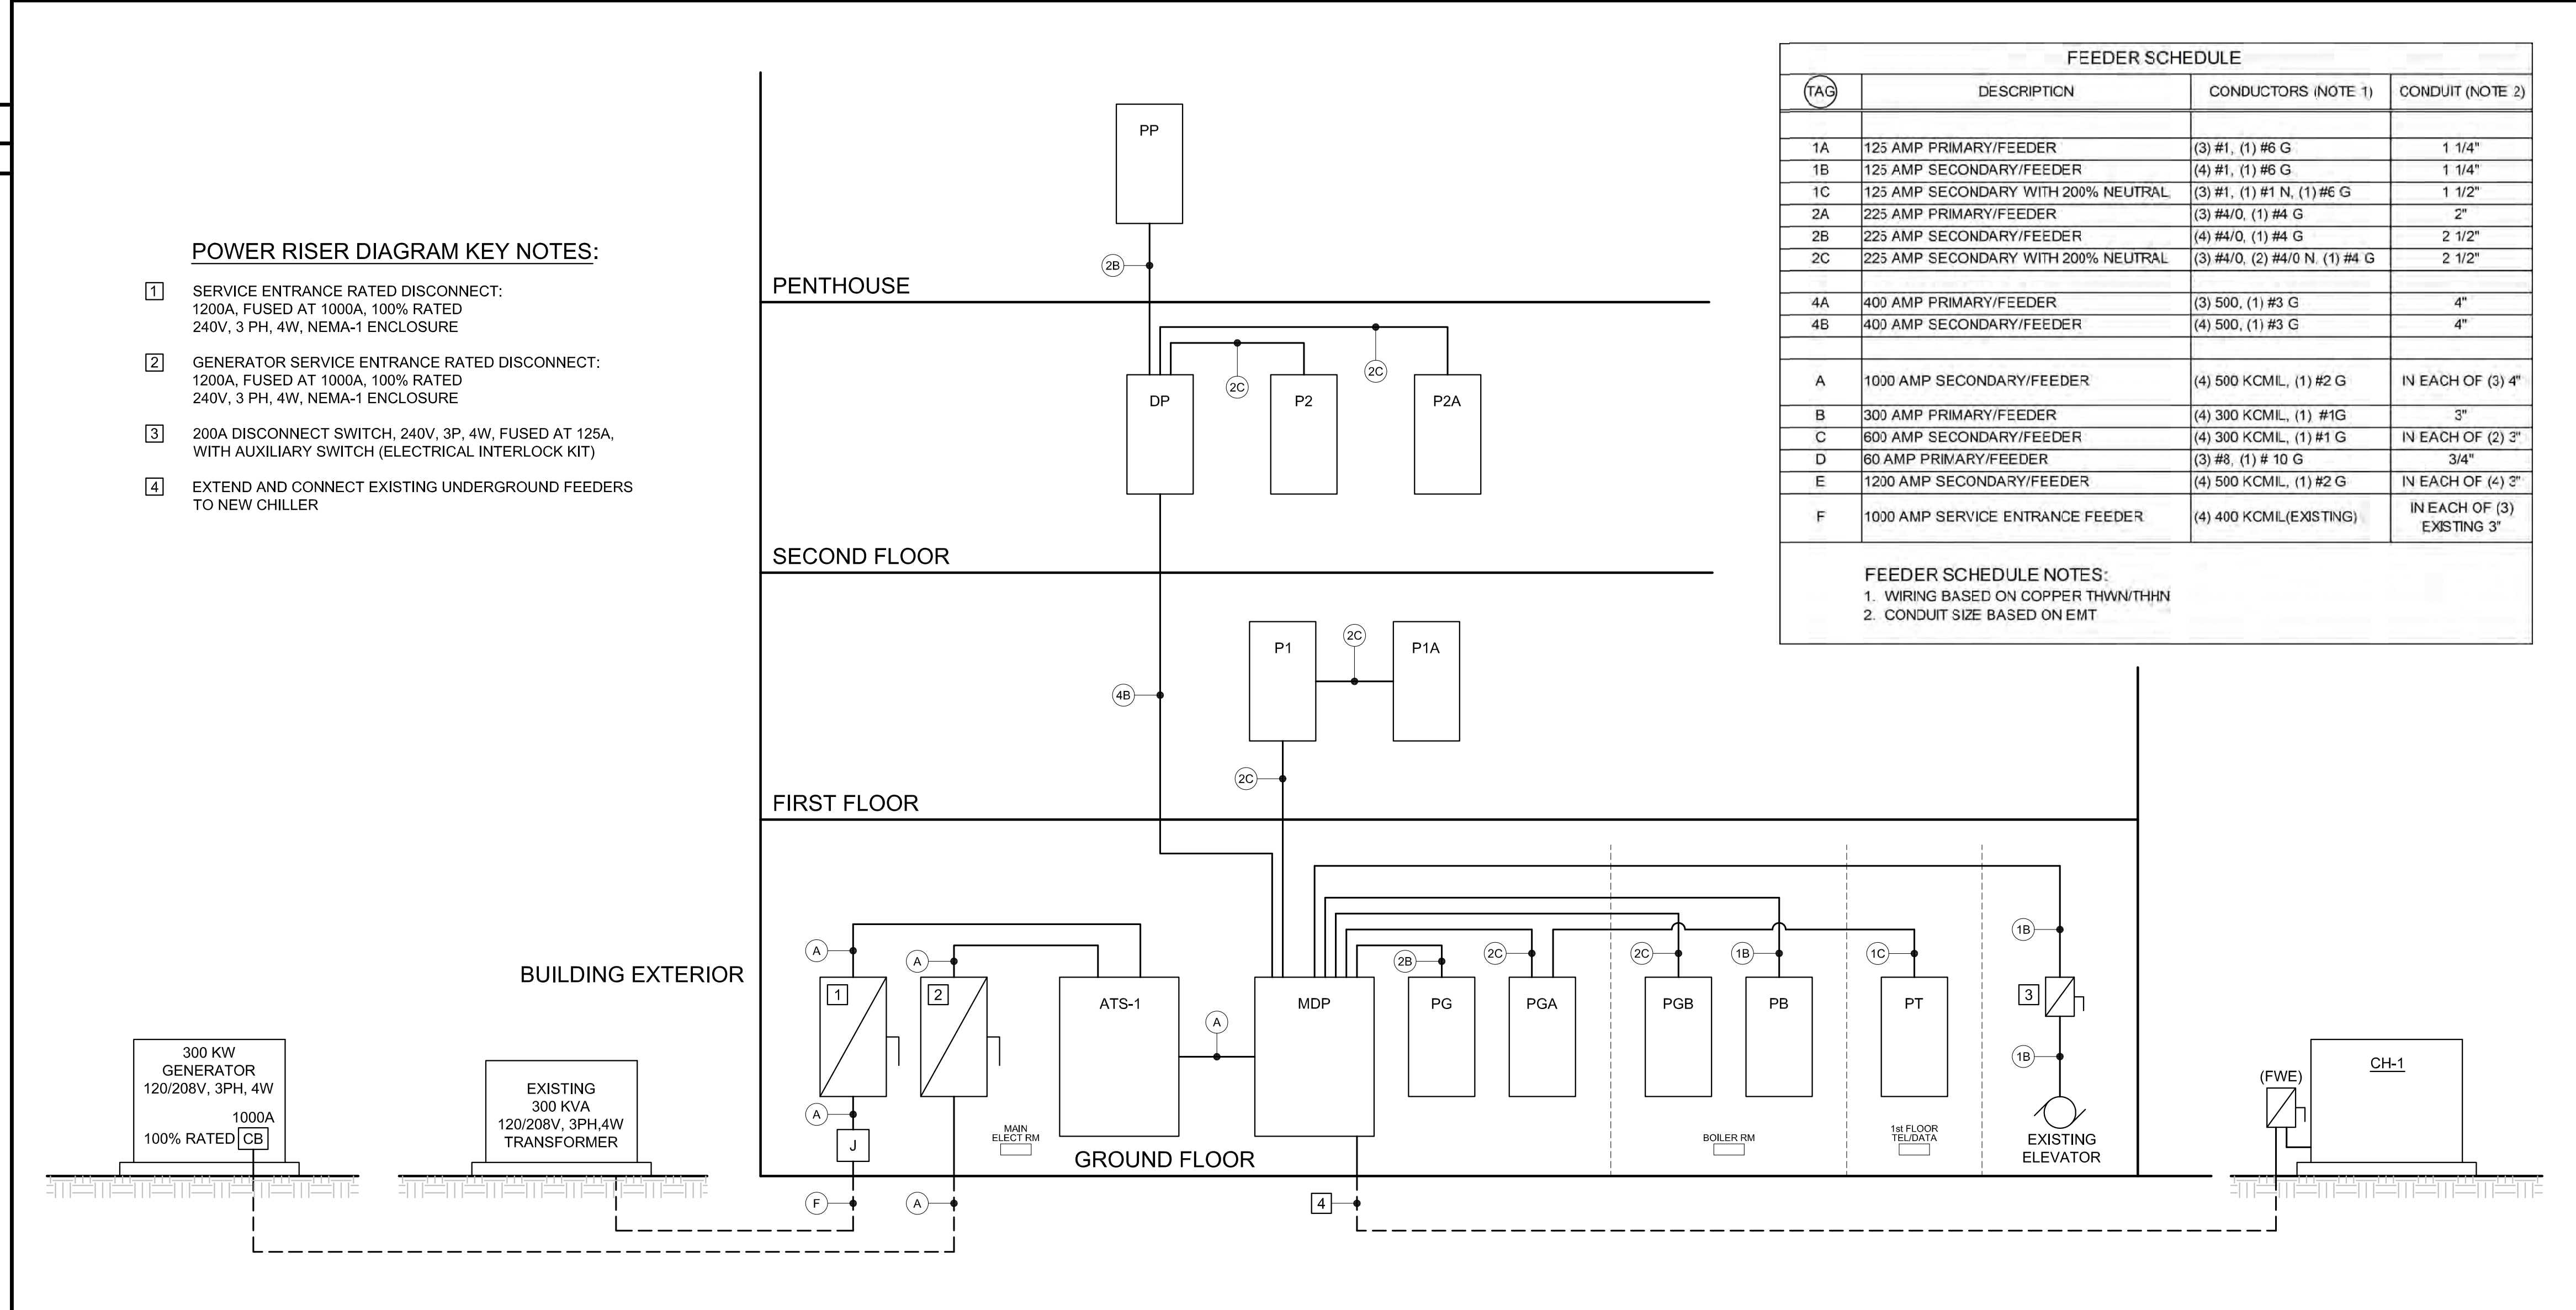 POWER RISER DIAGRAM KEY NOTES:
1 SERVICE ENTRANCE RATED DISCONNECT:
1200A, FUSED AT 1000A, 100% RATED
240V, 3 PH, 4W, NEMA-1 ENCLOSURE
2 GENERATOR SERVICE ENTRANCE RATED DISCONNECT:
1200A, FUSED AT 1000A, 100% RATED
240V, 3 PH, 4W, NEMA-1 ENCLOSURE
3 200A DISCONNECT SWITCH, 240V, 3P, 4W, FUSED AT 125A,
WITH AUXILIARY SWITCH (ELECTRICAL INTERLOCK KIT)
4 EXTEND AND CONNECT EXISTING UNDERGROUND FEEDERS
TO NEW CHILLER
FEEDER SCHEDULE
TAG DESCRIPTION CONDUCTORS (NOTE 1) CONDUIT (NOTE 2)
1A 125 AMP PRIMARY/FEEDER (3) #1, (1) #6 G 1 1/4"
1B 125 AMP SECONDARY/FEEDER (4) #1, (1) #6 G 1 1/4"
1C 125 AMP SECONDARY WITH 200% NEUTRAL (3) #1, (1) #1 N, (1) #6 G 1 1/2"
2A 225 AMP PRIMARY/FEEDER (3) #4/0, (1) #4 G 2"
2B 225 AMP SECONDARY/FEEDER (4) #4/0, (1) #4 G 2 1/2"
2C 225 AMP SECONDARY WITH 200% NEUTRAL (3) #4/0, (2) #4/0 N, (1) #4 G 2 1/2"
4A 400 AMP PRIMARY/FEEDER (3) 500, (1) #3 G 4"
4B 400 AMP SECONDARY/FEEDER (4) 500, (1) #3 G 4"
A 1000 AMP SECONDARY/FEEDER (4) 500 KCMIL, (1) #2 G IN EACH OF (3) 4"
B 300 AMP PRIMARY/FEEDER (4) 300 KCMIL, (1) #1G 3"
C 600 AMP SECONDARY/FEEDER (4) 300 KCMIL, (1) #1 G IN EACH OF (2) 3"
D 60 AMP PRIMARY/FEEDER (3) #8, (1) # 10 G 3/4"
E 1200 AMP SECONDARY/FEEDER (4) 500 KCMIL, (1) #2 G IN EACH OF (4) 3"
F 1000 AMP SERVICE ENTRANCE FEEDER (4) 400 KCMIL(EXISTING) IN EACH OF (3)
EXISTING 3"
FEEDER SCHEDULE NOTES:
1. WIRING BASED ON COPPER THWN/THHN
2. CONDUIT SIZE BASED ON EMT
PP
2B
PENTHOUSE
2C
2C
DP
P2
P2A
SECOND FLOOR
P1
2C
P1A
4B
2C
FIRST FLOOR
BUILDING EXTERIOR
A
A
2B
2C
2C
1B
1C
1B
1
2
ATS-1
MDP
PG
PGA
PGB
PB
PT
3
A
A
1B
J
MAIN
ELECT RM
BOILER RM
1st FLOOR
TEL/DATA
GROUND FLOOR
EXISTING
ELEVATOR
300 KW
GENERATOR
120/208V, 3PH, 4W
1000A
100% RATED CB
EXISTING
300 KVA
120/208V, 3PH,4W
TRANSFORMER
(FWE)
CH-1
F
A
4